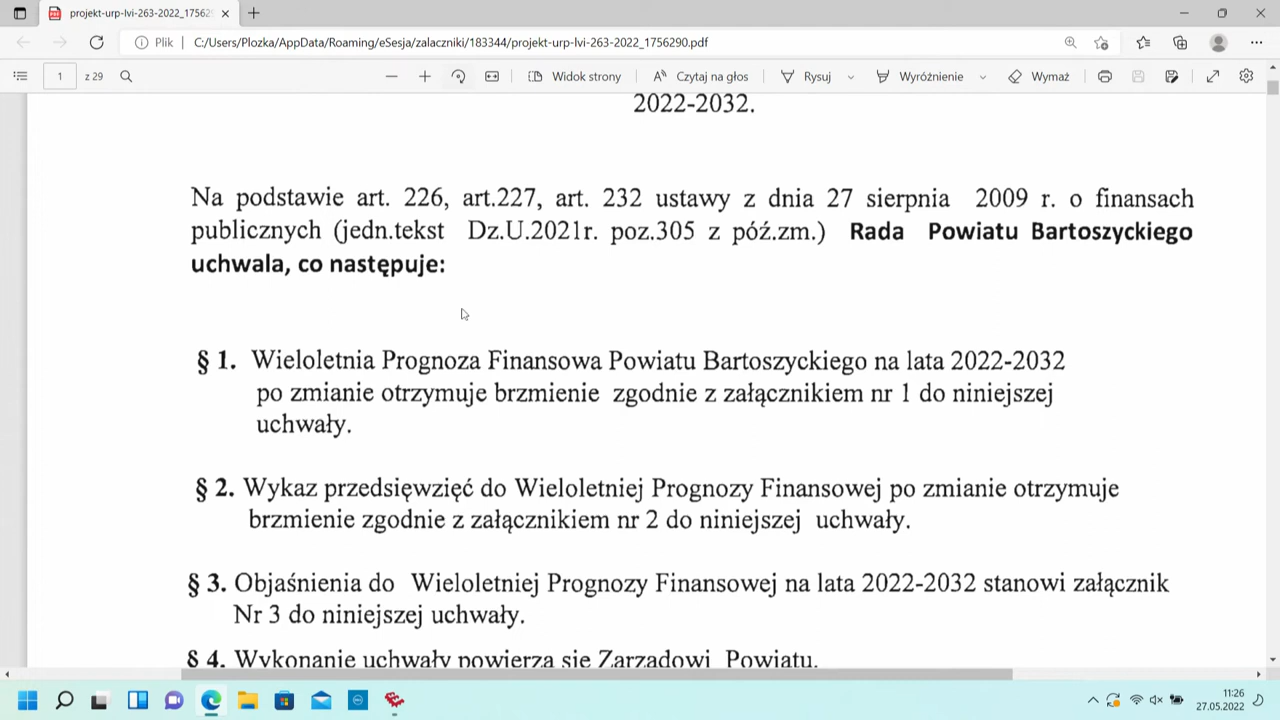 projekt-urp-lvi-263-2022_17562
Plik C:/Users/Plozka/AppData/Roaming/eSesja/zalaczniki/183344/projekt-urp-lvi-263-2022_1756290.pdf
1 z 29 Widok strony Czytaj na głos Rysuj Wyróżnienie Wymaż
2022-2032.
Na podstawie art. 226, art.227, art. 232 ustawy z dnia 27 sierpnia 2009 r. o finansach
publicznych (jedn.tekst Dz.U.2021r. poz.305 z póź.zm.) Rada Powiatu Bartoszyckiego
uchwala, co następuje:
§ 1. Wieloletnia Prognoza Finansowa Powiatu Bartoszyckiego na lata 2022-2032
po zmianie otrzymuje brzmienie zgodnie z załącznikiem nr 1 do niniejszej
uchwały.
§ 2. Wykaz przedsięwzięć do Wieloletniej Prognozy Finansowej po zmianie otrzymuje
brzmienie zgodnie z załącznikiem nr 2 do niniejszej uchwały.
§ 3. Objaśnienia do Wieloletniej Prognozy Finansowej na lata 2022-2032 stanowi załącznik
Nr 3 do niniejszej uchwały.
§ 4. Wykonanie uchwały powierza się Zarządowi Powiatu.
11:26
27.05.2022